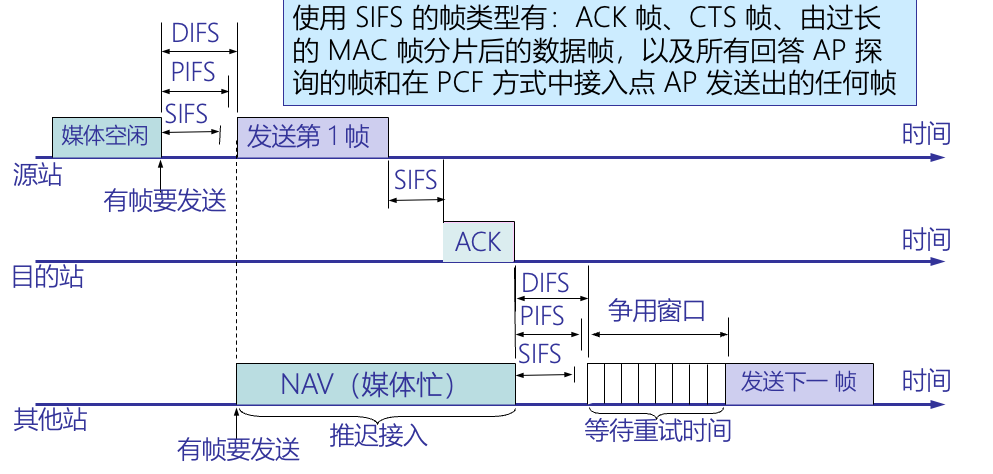 使用 SIFS 的帧类型有：ACK 帧、CTS 帧、由过长
的 MAC 帧分片后的数据帧，以及所有回答 AP 探
询的帧和在 PCF 方式中接入点 AP 发送出的任何帧
DIFS
PIFS
SIFS
媒体空闲
发送第 1 帧
时间
源站
有帧要发送
SIFS
ACK
时间
目的站
DIFS
PIFS
SIFS
争用窗口
NAV（媒体忙）
发送下一 帧
时间
其他站
有帧要发送
推迟接入
等待重试时间